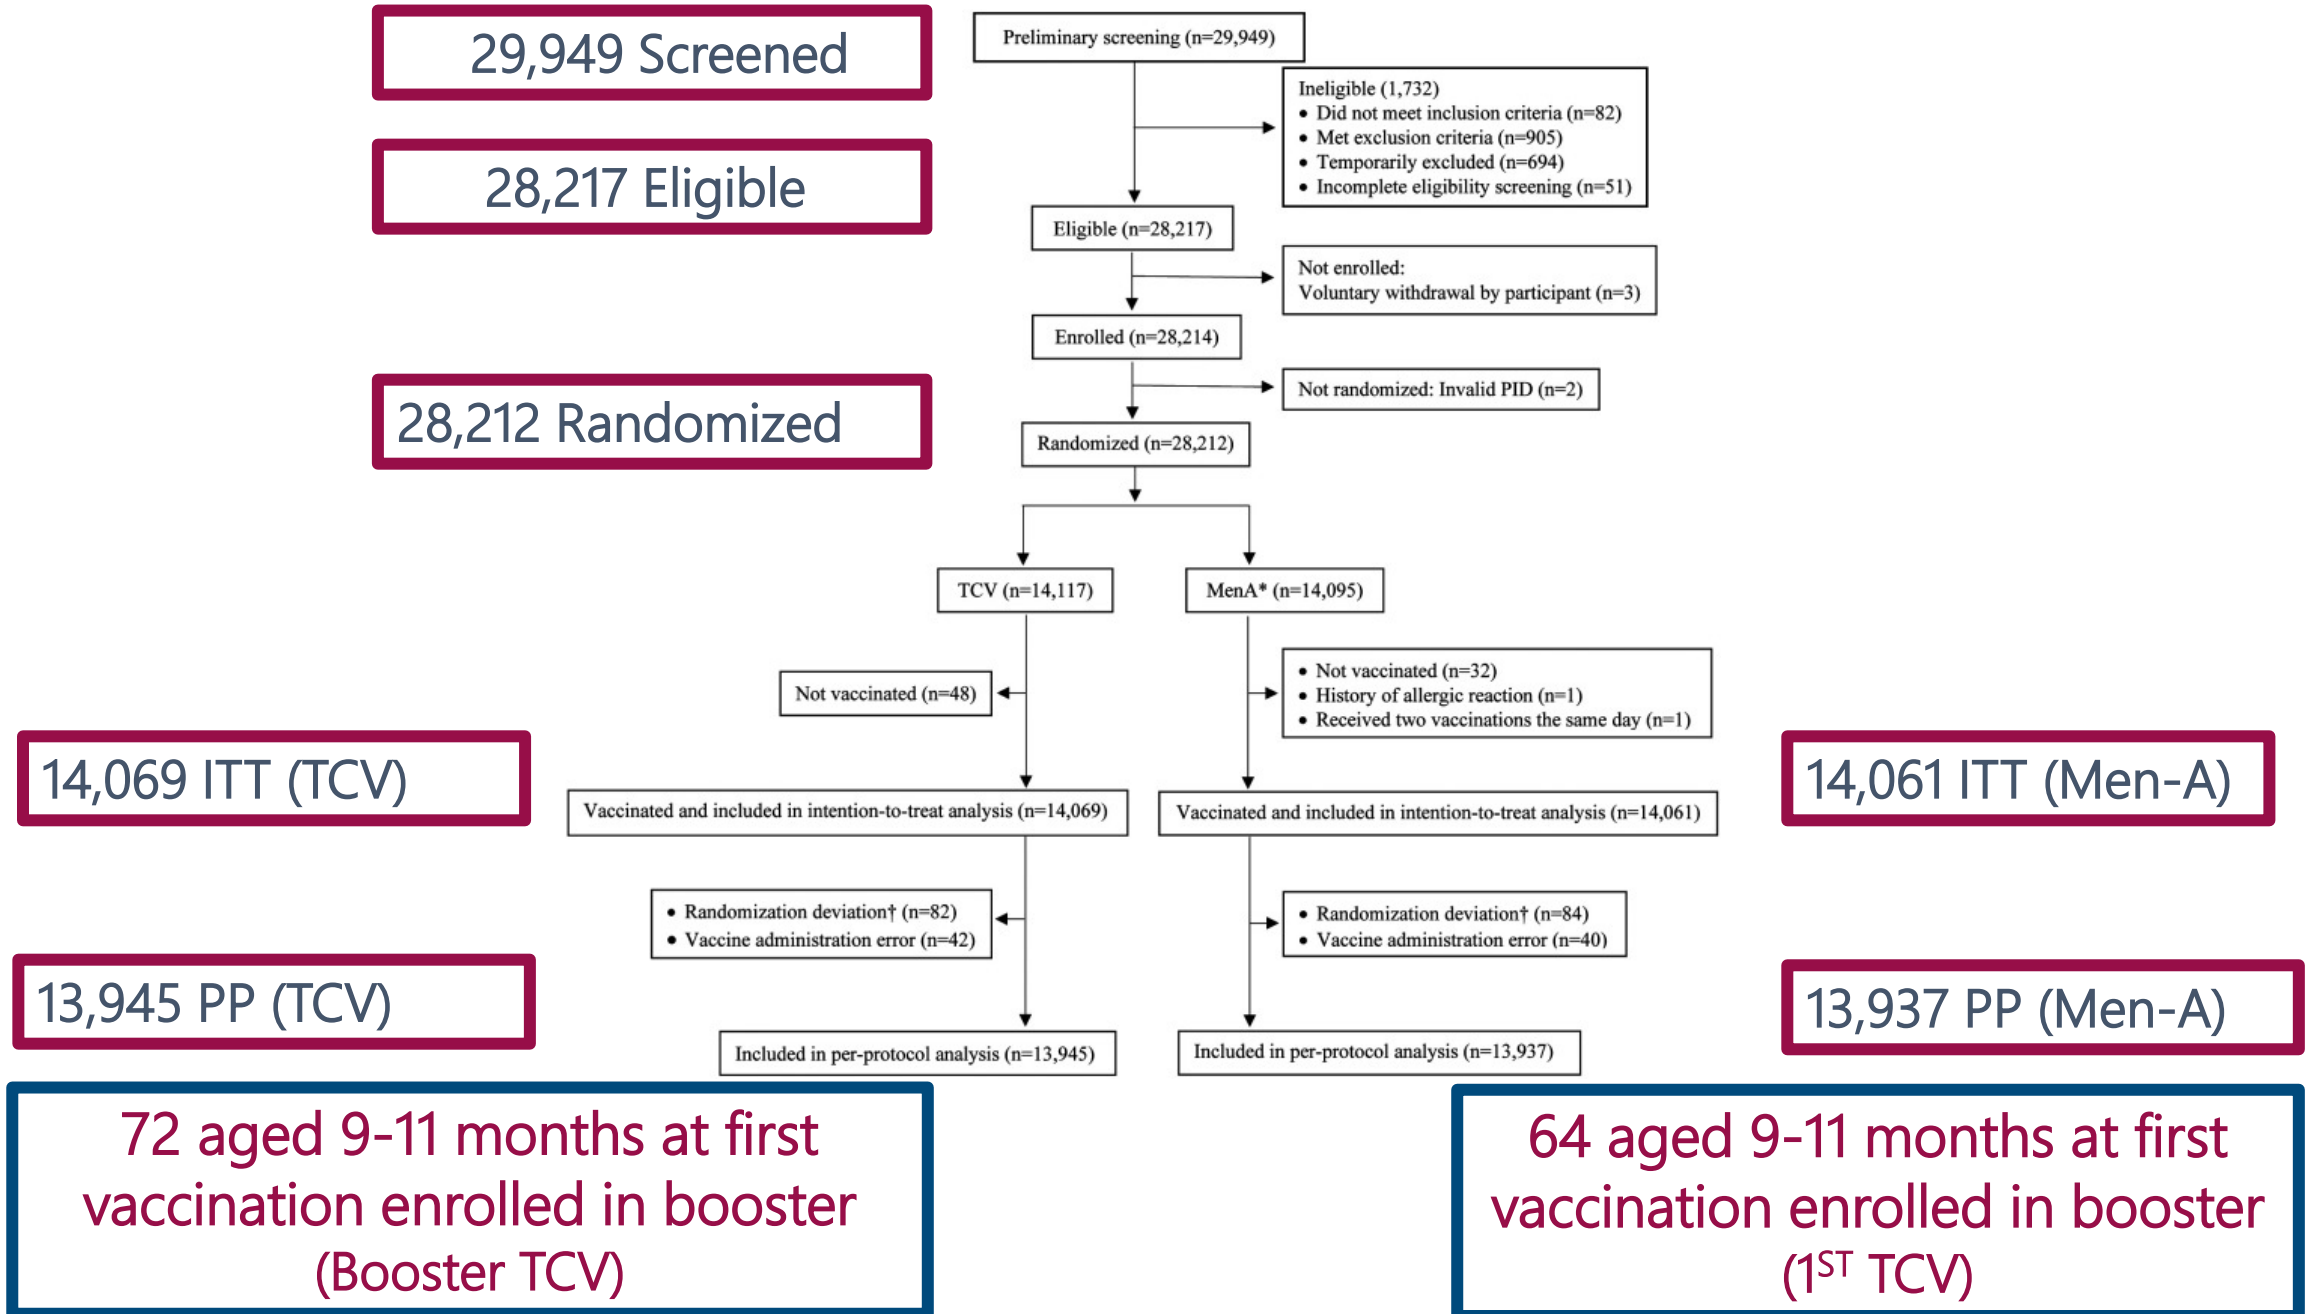 29,949 Screened
Preliminary screening (n=29,949)
Ineligible (1,732)
• Did not meet inclusion criteria (n=82)
• Met exclusion criteria (n=905)
• Temporarily excluded (n=694)
• Incomplete eligibility screening (n=51)
28,217 Eligible
Eligible (n=28,217)
Not enrolled:
Voluntary withdrawal by participant (n=3)
Enrolled (n=28,214)
Not randomized: Invalid PID (n=2)
28,212 Randomized
Randomized (n=28,212)
TCV (n=14,117)
MenA* (n=14,095)
Not vaccinated (n=48)
• Not vaccinated (n=32)
• History of allergic reaction (n=1)
• Received two vaccinations the same day (n=1)
14,069 ITT (TCV)
Vaccinated and included in intention-to-treat analysis (n=14,069)
Vaccinated and included in intention-to-treat analysis (n=14,061)
14,061 ITT (Men-A)
• Randomization deviation† (n=82)
• Vaccine administration error (n=42)
• Randomization deviation† (n=84)
• Vaccine administration error (n=40)
13,945 PP (TCV)
Included in per-protocol analysis (n=13,945)
Included in per-protocol analysis (n=13,937)
13,937 PP (Men-A)
72 aged 9-11 months at first
vaccination enrolled in booster
(Booster TCV)
64 aged 9-11 months at first
vaccination enrolled in booster
(1ST TCV)